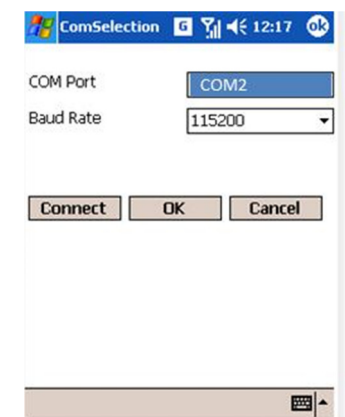 ComSelection G 12:17 ok
COM Port COM2
Baud Rate 115200
Connect OK Cancel